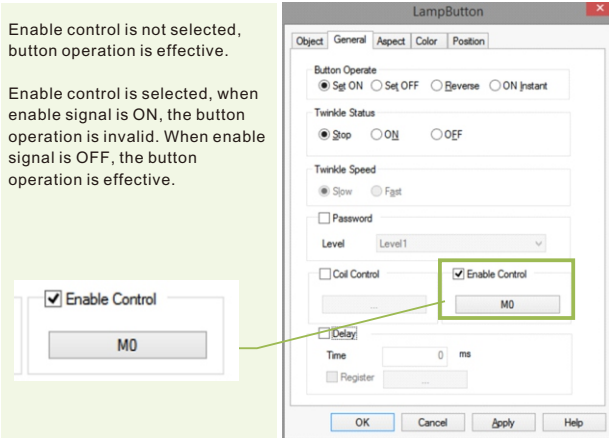 Enable control is not selected,
button operation is effective.
Enable control is selected, when
enable signal is ON, the button
operation is invalid. When enable
signal is OFF, the button
operation is effective.
Enable Control
M0
LampButton
Object General Aspect Color Position
Button Operate
Set ON Set OFF Reverse ON Instant
Twinkle Status
Stop ON OFF
Twinkle Speed
Slow Fast
Password
Level Level1
Coil Control Enable Control
... M0
Delay
Time 0 ms
Register ...
OK Cancel Apply Help